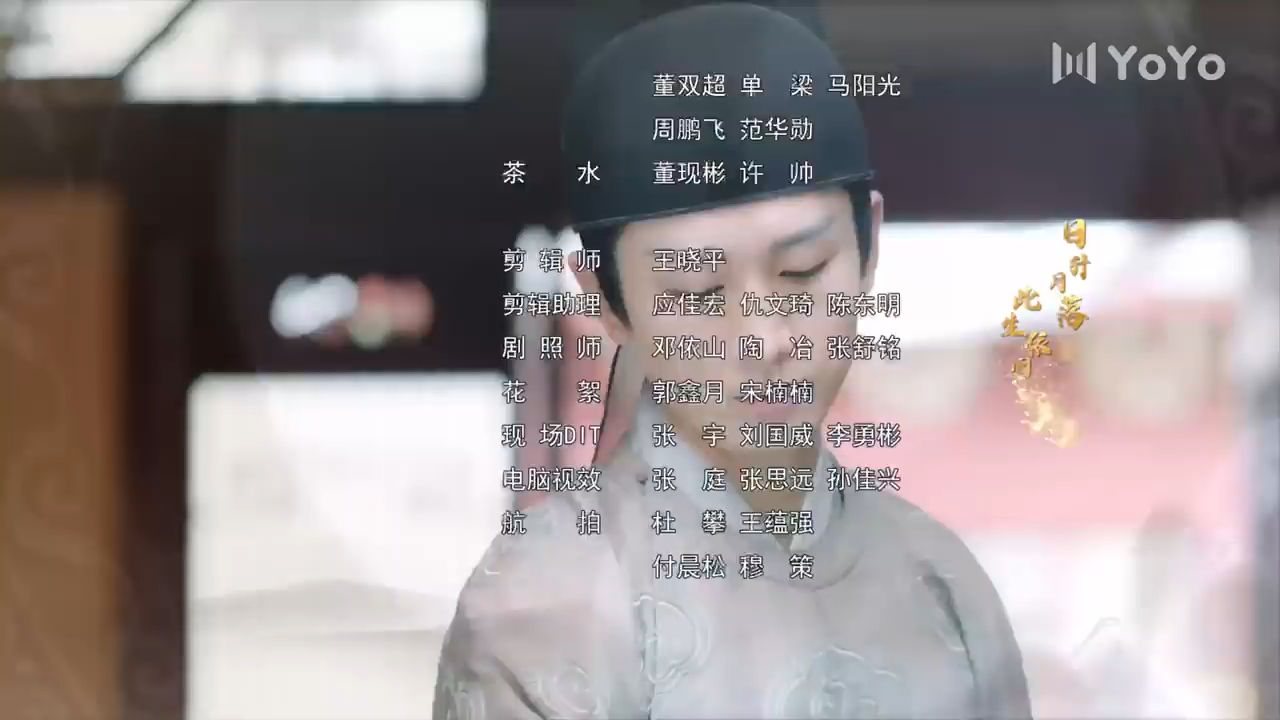 YoYo
董双超 单 梁 马阳光
周鹏飞 范华勋
茶 水 董现彬 许 帅
剪 辑 师 王晓平
剪辑助理 应佳宏 仇文琦 陈东明
剧 照 师 邓依山 陶 冶 张舒铭
花 絮 郭鑫月 宋楠楠
现 场DIT 张 宇 刘国威 李勇彬
电脑视效 张 庭 张思远 孙佳兴
航 拍 杜 攀 王蕴强
付晨松 穆 策
日升月落
此生依旧